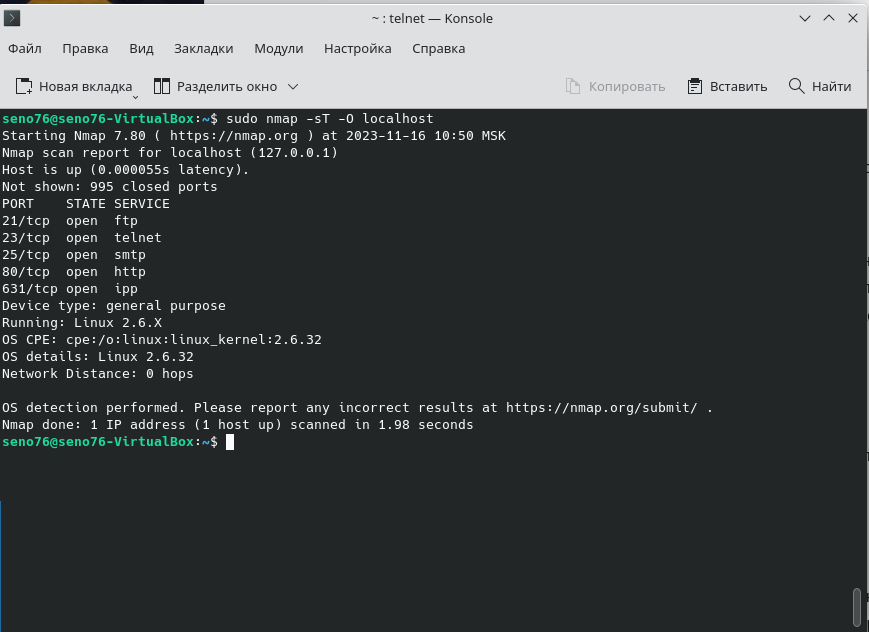 ~ : telnet — Konsole
Файл Правка Вид Закладки Модули Настройка Справка
Новая вкладка Разделить окно Копировать Вставить Найти
seno76@seno76-VirtualBox:~$ sudo nmap -sT -O localhost
Starting Nmap 7.80 ( https://nmap.org ) at 2023-11-16 10:50 MSK
Nmap scan report for localhost (127.0.0.1)
Host is up (0.000055s latency).
Not shown: 995 closed ports
PORT    STATE SERVICE
21/tcp  open  ftp
23/tcp  open  telnet
25/tcp  open  smtp
80/tcp  open  http
631/tcp open  ipp
Device type: general purpose
Running: Linux 2.6.X
OS CPE: cpe:/o:linux:linux_kernel:2.6.32
OS details: Linux 2.6.32
Network Distance: 0 hops
OS detection performed. Please report any incorrect results at https://nmap.org/submit/ .
Nmap done: 1 IP address (1 host up) scanned in 1.98 seconds
seno76@seno76-VirtualBox:~$